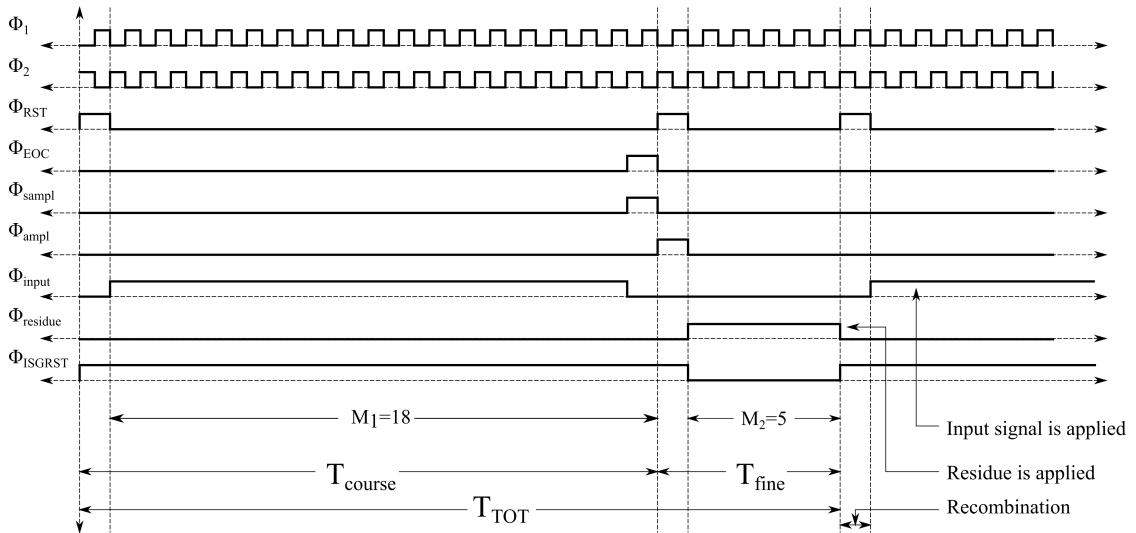 Φ1
Φ2
ΦRST
ΦEOC
Φsampl
Φampl
Φinput
Φresidue
ΦISGRST
M1=18
M2=5
Input signal is applied
Tcourse
Tfine
Residue is applied
TTOT
Recombination